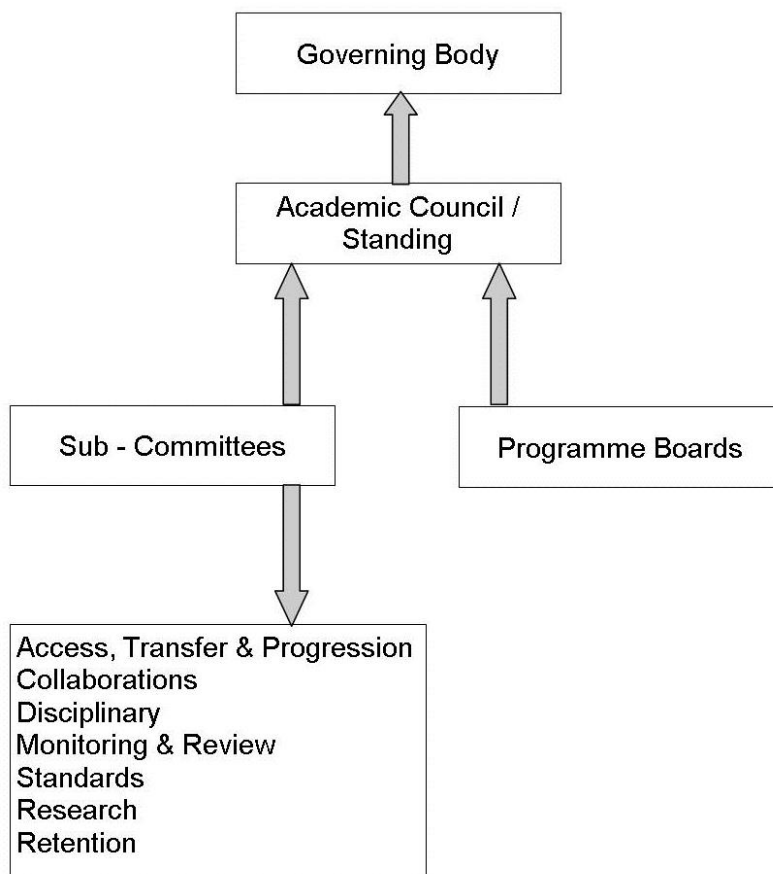 Governing Body
Academic Council /
Standing
Sub - Committees
Programme Boards
Access, Transfer & Progression
Collaborations
Disciplinary
Monitoring & Review
Standards
Research
Retention